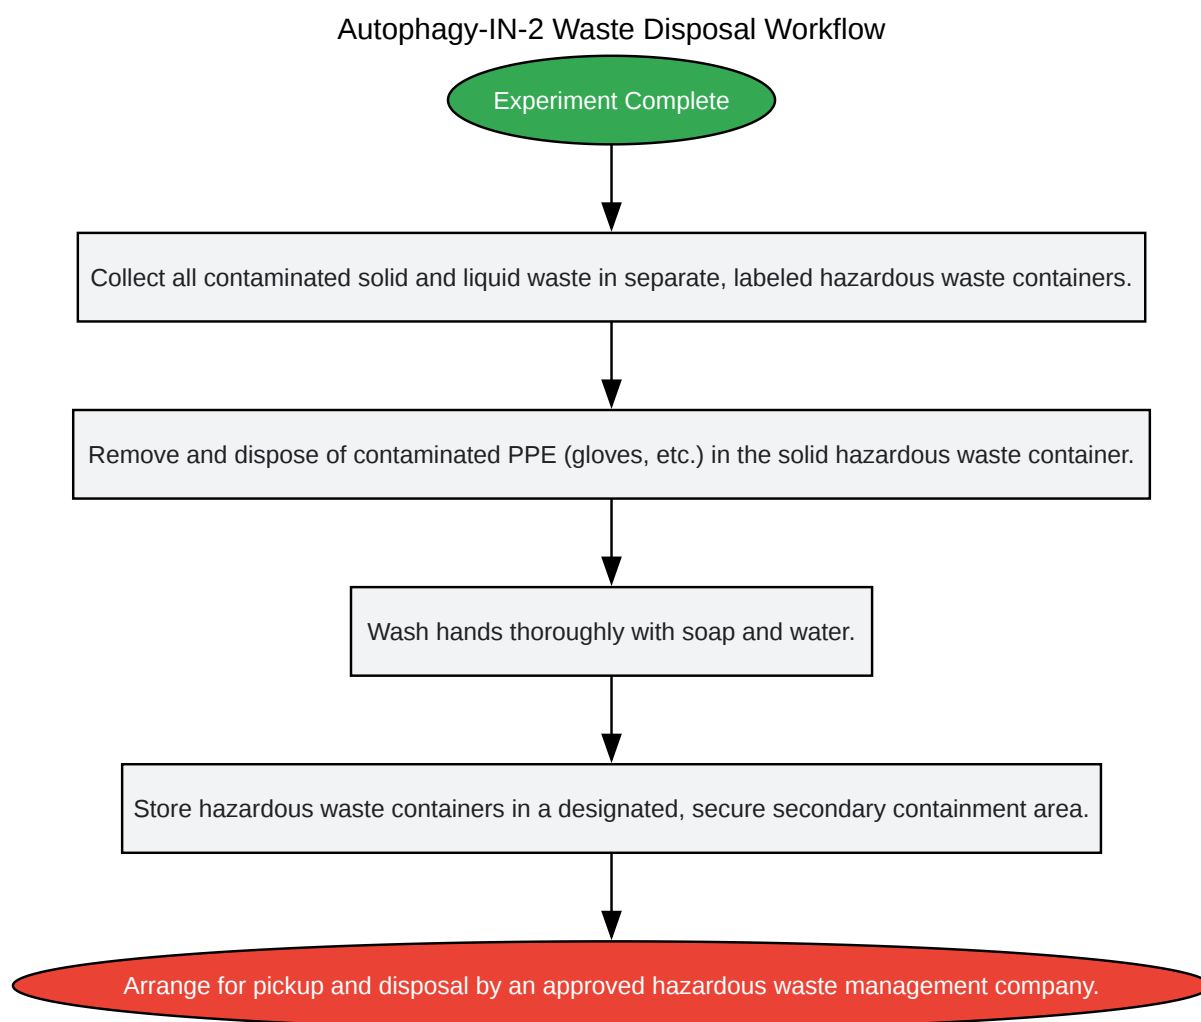 Autophagy-IN-2 Waste Disposal Workflow
Experiment Complete
Collect all contaminated solid and liquid waste in separate, labeled hazardous waste containers.
Remove and dispose of contaminated PPE (gloves, etc.) in the solid hazardous waste container.
Wash hands thoroughly with soap and water.
Store hazardous waste containers in a designated, secure secondary containment area.
Arrange for pickup and disposal by an approved hazardous waste management company.